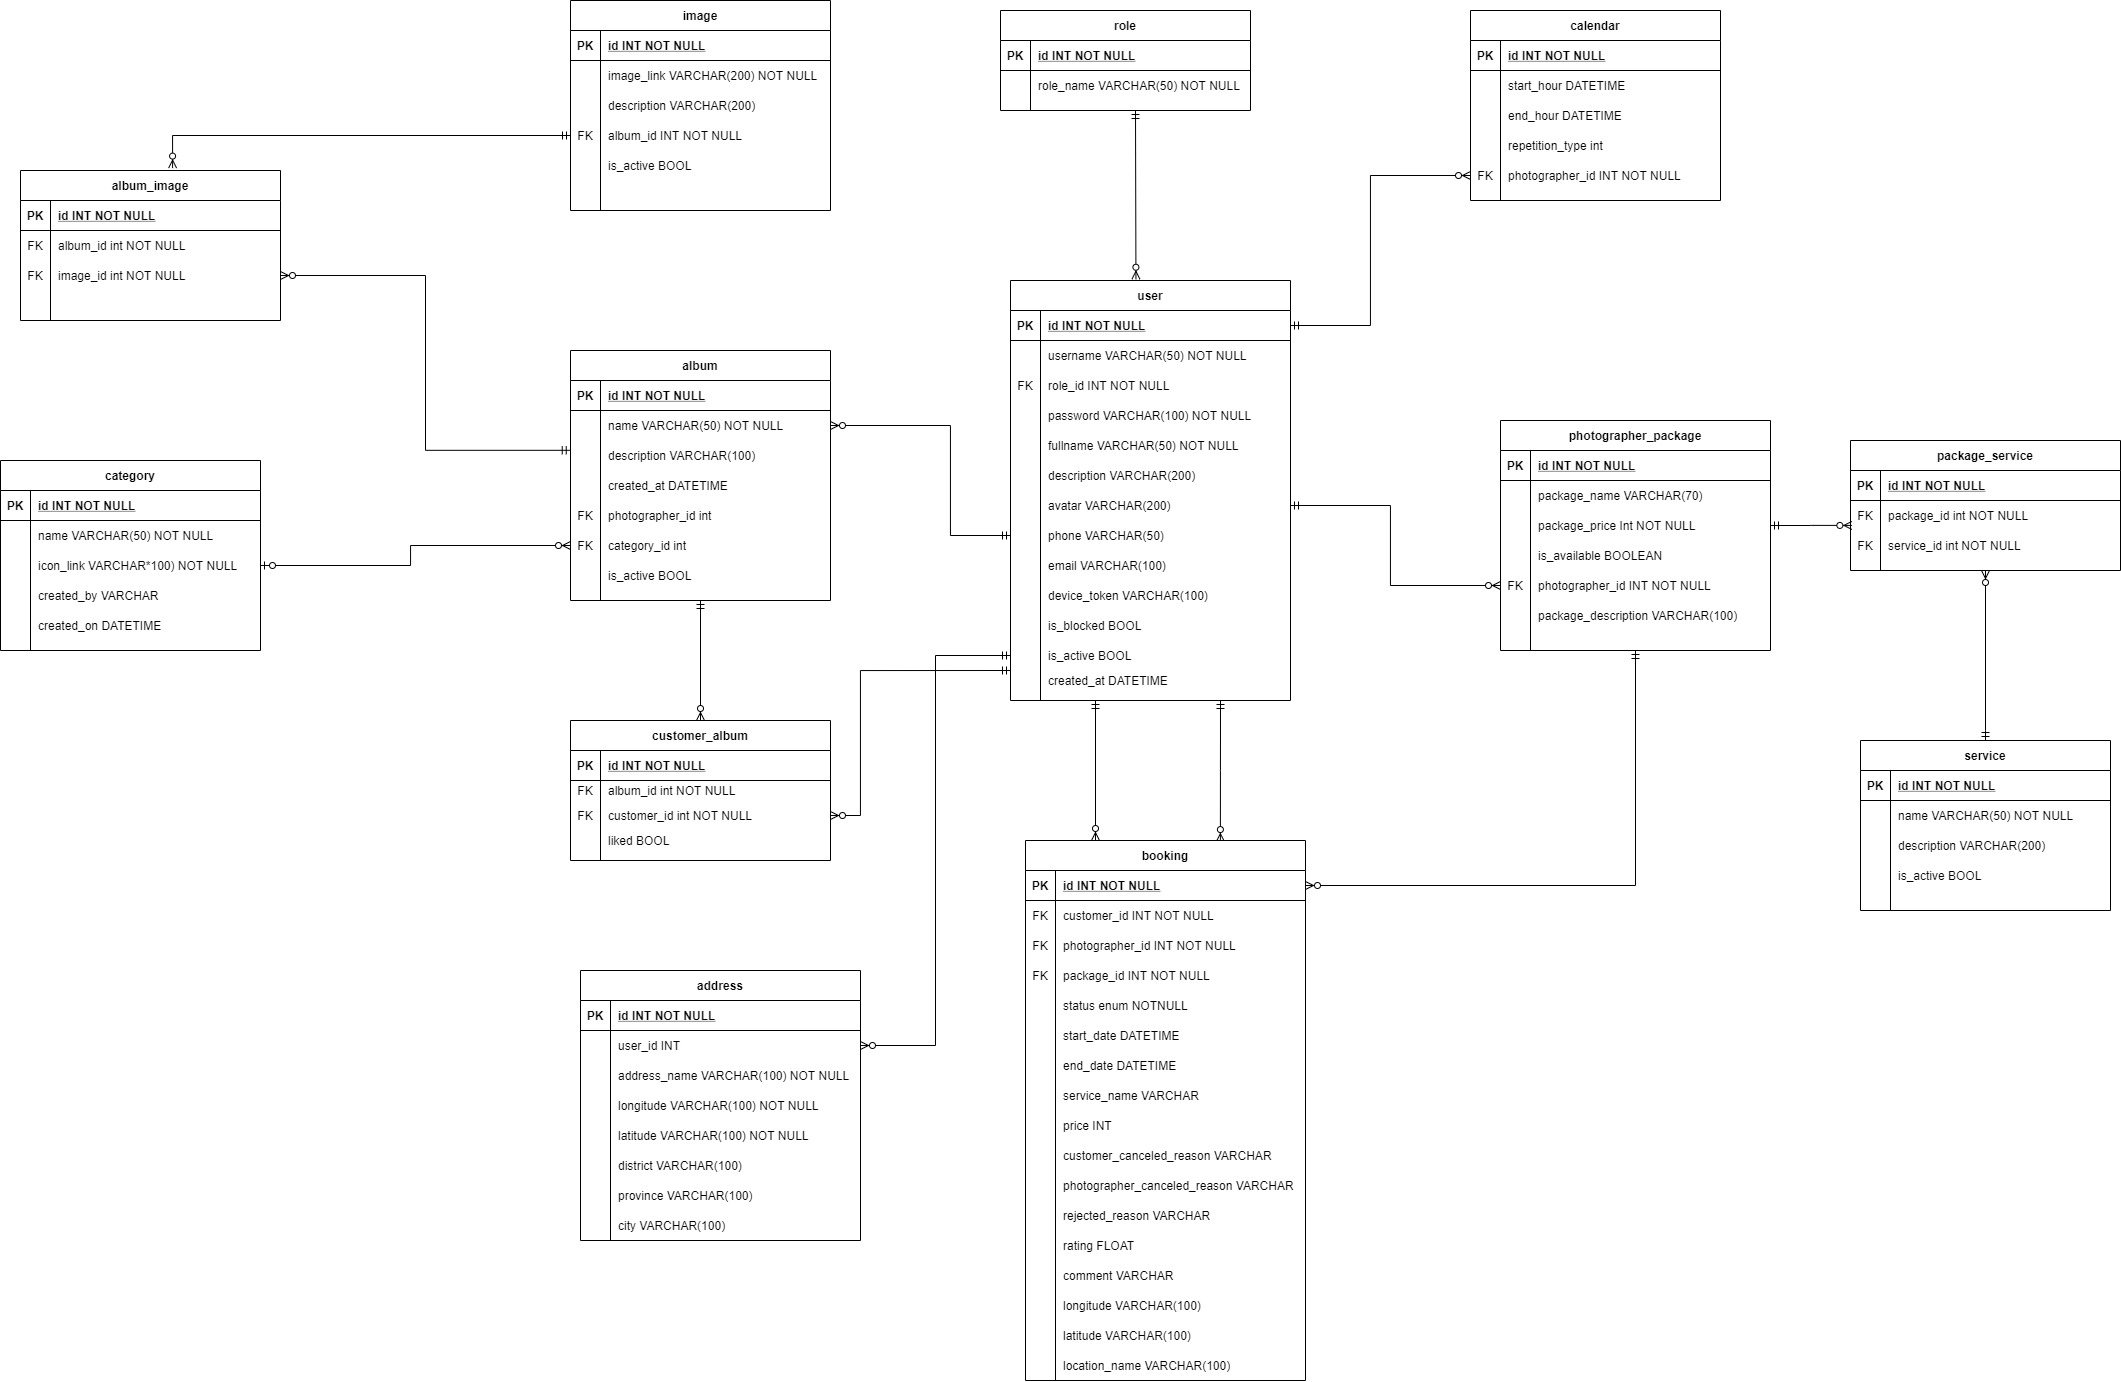 image
PK id INT NOT NULL
image_link VARCHAR(200) NOT NULL
description VARCHAR(200)
FK album_id INT NOT NULL
is_active BOOL
role
PK id INT NOT NULL
role_name VARCHAR(50) NOT NULL
calendar
PK id INT NOT NULL
start_hour DATETIME
end_hour DATETIME
repetition_type int
FK photographer_id INT NOT NULL
album_image
PK id INT NOT NULL
FK album_id int NOT NULL
FK image_id int NOT NULL
user
PK id INT NOT NULL
username VARCHAR(50) NOT NULL
FK role_id INT NOT NULL
password VARCHAR(100) NOT NULL
fullname VARCHAR(50) NOT NULL
description VARCHAR(200)
avatar VARCHAR(200)
phone VARCHAR(50)
email VARCHAR(100)
device_token VARCHAR(100)
is_blocked BOOL
is_active BOOL
created_at DATETIME
album
PK id INT NOT NULL
name VARCHAR(50) NOT NULL
description VARCHAR(100)
created_at DATETIME
FK photographer_id int
FK category_id int
is_active BOOL
category
PK id INT NOT NULL
name VARCHAR(50) NOT NULL
icon_link VARCHAR*100) NOT NULL
created_by VARCHAR
created_on DATETIME
photographer_package
PK id INT NOT NULL
package_name VARCHAR(70)
package_price Int NOT NULL
is_available BOOLEAN
FK photographer_id INT NOT NULL
package_description VARCHAR(100)
package_service
PK id INT NOT NULL
FK package_id int NOT NULL
FK service_id int NOT NULL
customer_album
PK id INT NOT NULL
FK album_id int NOT NULL
FK customer_id int NOT NULL
liked BOOL
service
PK id INT NOT NULL
name VARCHAR(50) NOT NULL
description VARCHAR(200)
is_active BOOL
booking
PK id INT NOT NULL
FK customer_id INT NOT NULL
FK photographer_id INT NOT NULL
FK package_id INT NOT NULL
status enum NOTNULL
start_date DATETIME
end_date DATETIME
service_name VARCHAR
price INT
customer_canceled_reason VARCHAR
photographer_canceled_reason VARCHAR
rejected_reason VARCHAR
rating FLOAT
comment VARCHAR
longitude VARCHAR(100)
latitude VARCHAR(100)
location_name VARCHAR(100)
address
PK id INT NOT NULL
user_id INT
address_name VARCHAR(100) NOT NULL
longitude VARCHAR(100) NOT NULL
latitude VARCHAR(100) NOT NULL
district VARCHAR(100)
province VARCHAR(100)
city VARCHAR(100)